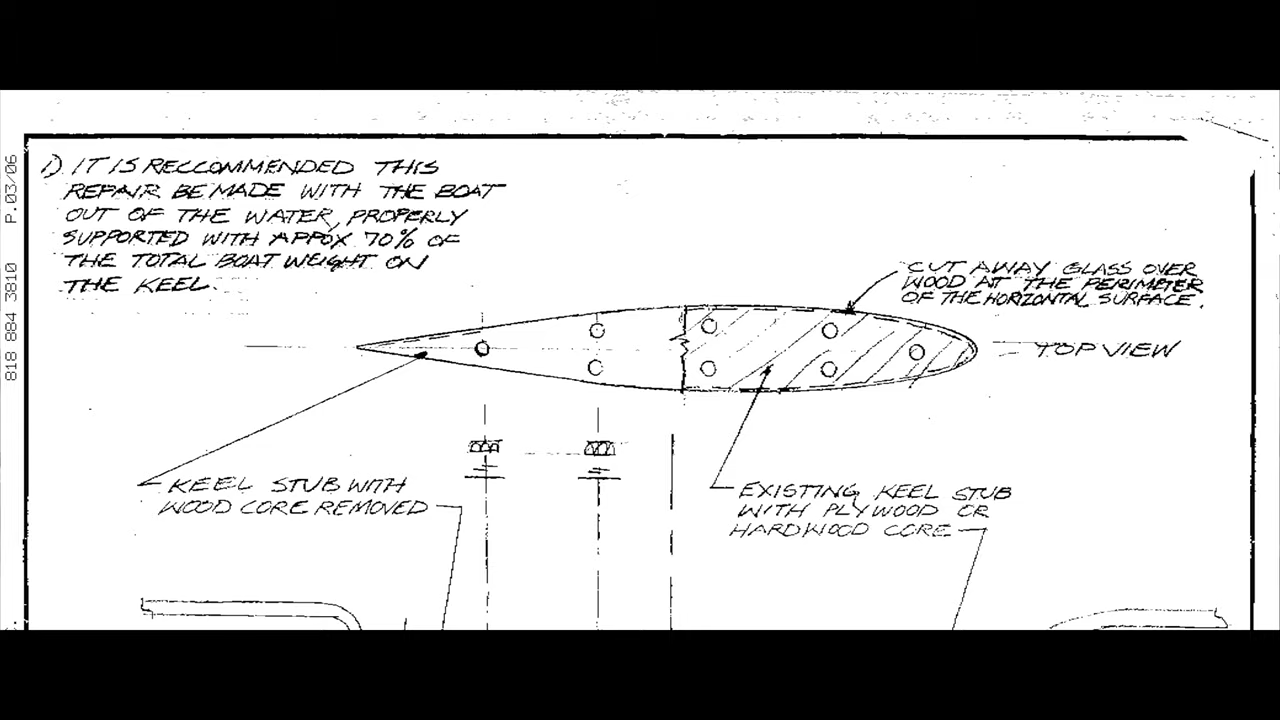 1) IT IS RECCOMMENDED THIS
REPAIR BE MADE WITH THE BOAT
OUT OF THE WATER, PROPERLY
SUPPORTED WITH APPOX 70% OF
THE TOTAL BOAT WEIGHT ON
THE KEEL.
818 884 3810 P.03/06
CUT AWAY GLASS OVER
WOOD AT THE PERIMETER
OF THE HORIZONTAL SURFACE.
TOP VIEW
KEEL STUB WITH
WOOD CORE REMOVED
EXISTING KEEL STUB
WITH PLYWOOD OR
HARDWOOD CORE